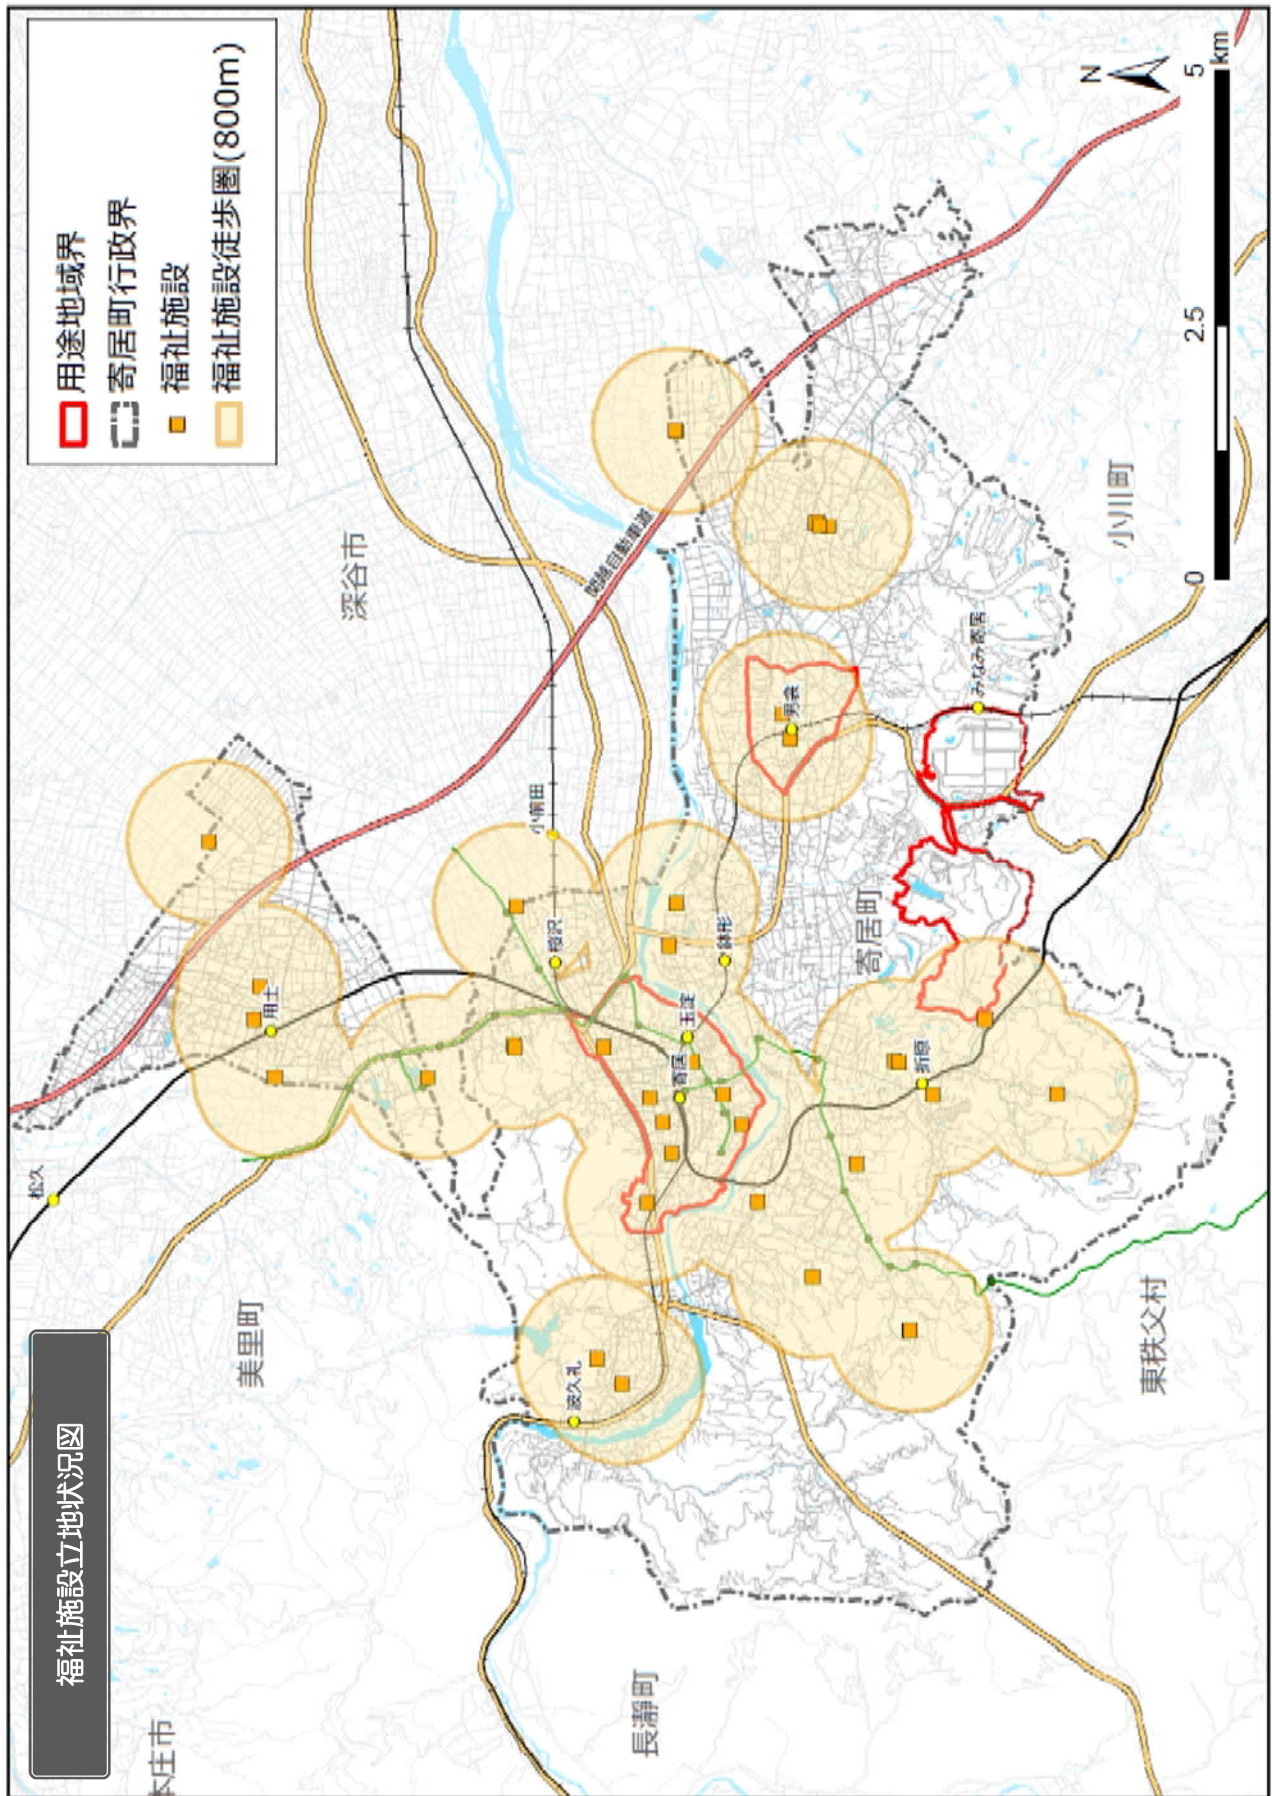 福祉施設立地状況図
用途地域界
寄居町行政界
福祉施設
福祉施設徒歩圏(800m)
本庄市
美里町
深谷市
長瀞町
東秩父村
寄居町
小川町
関越自動車道
松久
用土
小前田
桜沢
波久礼
寄居
玉淀
鉢形
男衾
折原
みなみ寄居
N
0
2.5
5
km